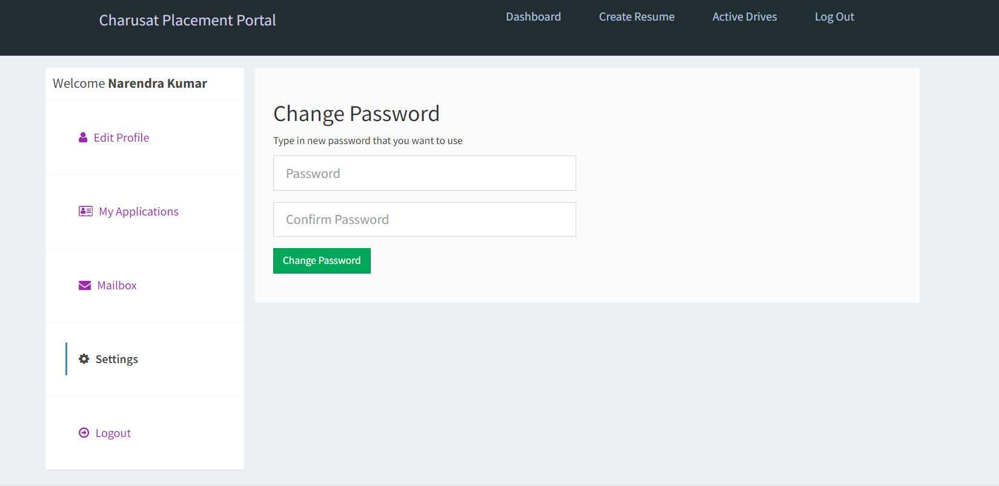 Charusat Placement Portal
Dashboard
Create Resume
Active Drives
Log Out
Welcome Narendra Kumar
Edit Profile
My Applications
Mailbox
Settings
Logout
Change Password
Type in new password that you want to use
Password
Confirm Password
Change Password